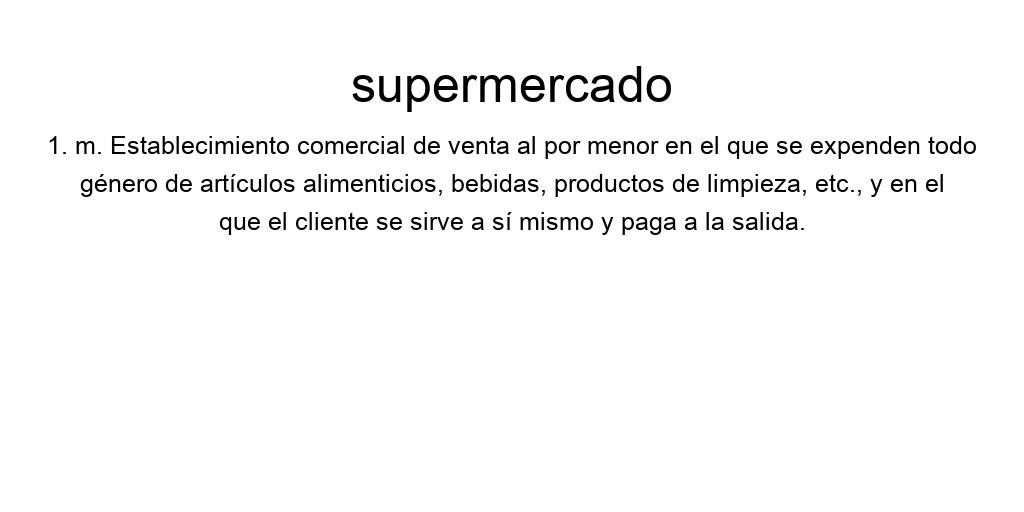 supermercado
1. m. Establecimiento comercial de venta al por menor en el que se expenden todo
género de artículos alimenticios, bebidas, productos de limpieza, etc., y en el
que el cliente se sirve a sí mismo y paga a la salida.